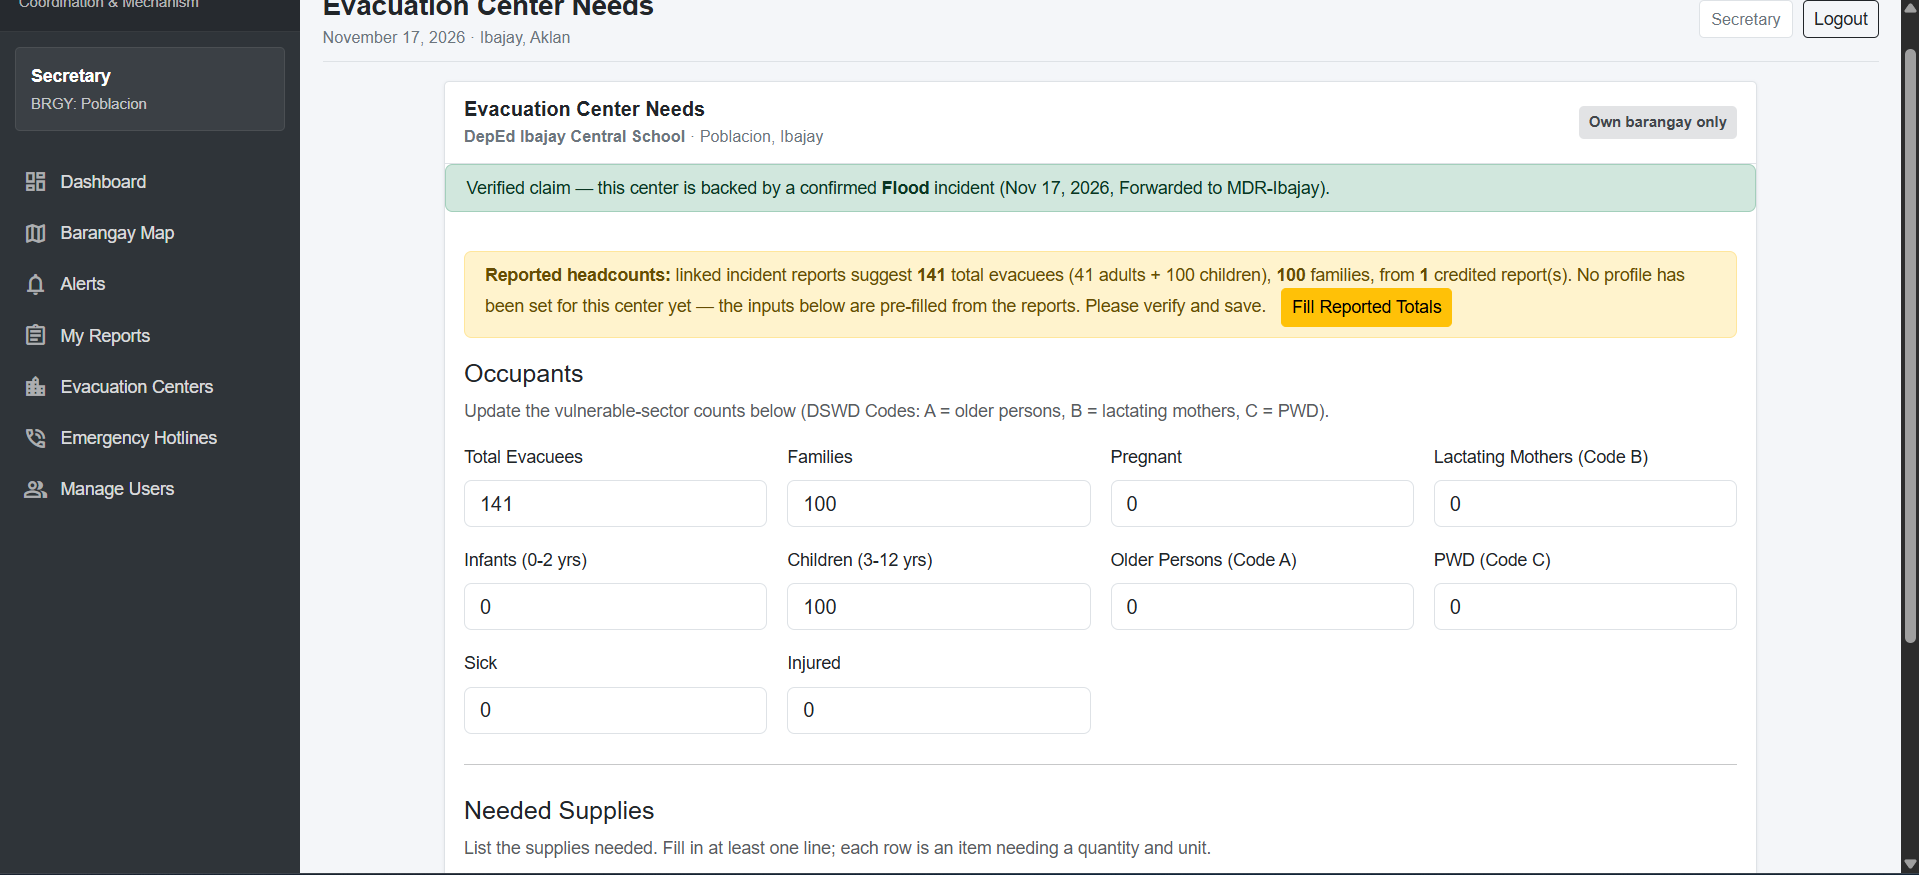 Coordination & Mechanism
Secretary
BRGY: Poblacion
Dashboard
Barangay Map
Alerts
My Reports
Evacuation Centers
Emergency Hotlines
Manage Users
Evacuation Center Needs
November 17, 2026 · Ibajay, Aklan
Secretary
Logout
Evacuation Center Needs
DepEd Ibajay Central School · Poblacion, Ibajay
Own barangay only
Verified claim — this center is backed by a confirmed Flood incident (Nov 17, 2026, Forwarded to MDR-Ibajay).
Reported headcounts: linked incident reports suggest 141 total evacuees (41 adults + 100 children), 100 families, from 1 credited report(s). No profile has
been set for this center yet — the inputs below are pre-filled from the reports. Please verify and save. Fill Reported Totals
Occupants
Update the vulnerable-sector counts below (DSWD Codes: A = older persons, B = lactating mothers, C = PWD).
Total Evacuees
141
Families
100
Pregnant
0
Lactating Mothers (Code B)
0
Infants (0-2 yrs)
0
Children (3-12 yrs)
100
Older Persons (Code A)
0
PWD (Code C)
0
Sick
0
Injured
0
Needed Supplies
List the supplies needed. Fill in at least one line; each row is an item needing a quantity and unit.